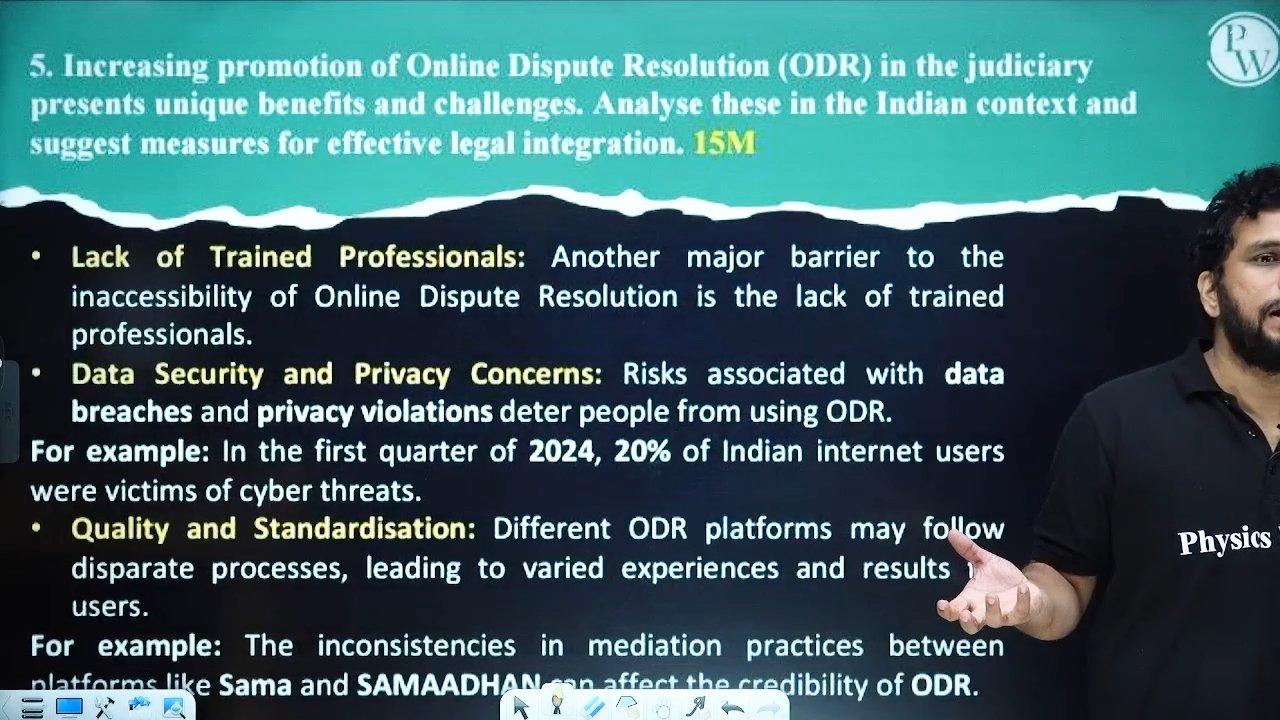 5. Increasing promotion of Online Dispute Resolution (ODR) in the judiciary
presents unique benefits and challenges. Analyse these in the Indian context and
suggest measures for effective legal integration. 15M
PW
• Lack of Trained Professionals: Another major barrier to the
inaccessibility of Online Dispute Resolution is the lack of trained
professionals.
• Data Security and Privacy Concerns: Risks associated with data
breaches and privacy violations deter people from using ODR.
For example: In the first quarter of 2024, 20% of Indian internet users
were victims of cyber threats.
• Quality and Standardisation: Different ODR platforms may follow
disparate processes, leading to varied experiences and results
users.
For example: The inconsistencies in mediation practices between
platforms like Sama and SAMAADHAN can affect the credibility of ODR.
Physics